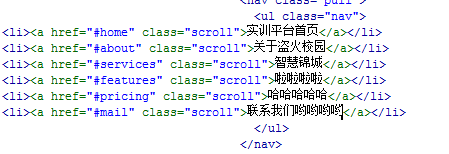 <nav class="pull">
<ul class="nav">
<li><a href="#home" class="scroll">实训平台首页</a></li>
<li><a href="#about" class="scroll">关于盗火校园</a></li>
<li><a href="#services" class="scroll">智慧锦城</a></li>
<li><a href="#features" class="scroll">啦啦啦啦</a></li>
<li><a href="#pricing" class="scroll">哈哈哈哈哈</a></li>
<li><a href="#mail" class="scroll">联系我们哟哟哟哟</a></li>
</ul>
</nav>